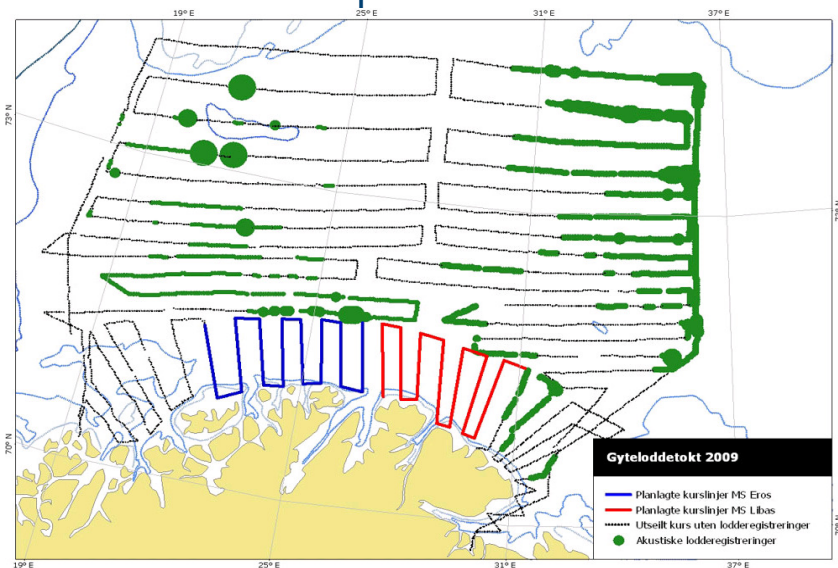 19° E 25° E 31° E 37° E
73° N
70° N
Gyteloddetokt 2009
Planlagte kurslinjer MS Eros
Planlagte kurslinjer MS Libas
Utseilt kurs uten lodderegistreringer
Akustiske lodderegistreringer
19° E 25° E 31° E 37° E